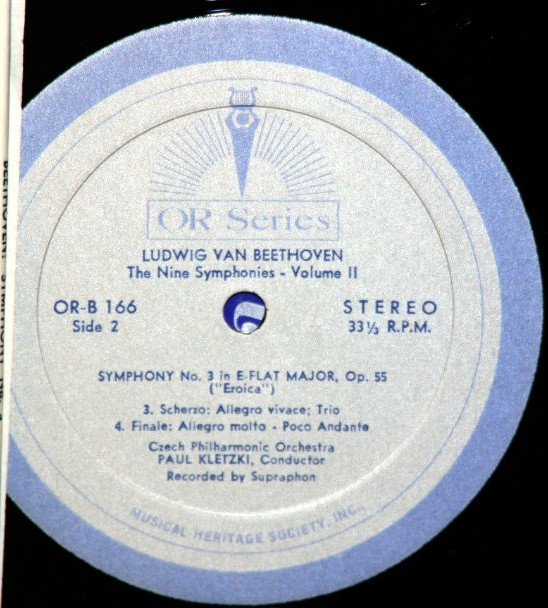 OR Series
LUDWIG VAN BEETHOVEN
The Nine Symphonies - Volume II
OR-B 166
Side 2
STEREO
33⅓ R.P.M.
SYMPHONY No. 3 in E-FLAT MAJOR, Op. 55
("Eroica")
3. Scherzo: Allegro vivace; Trio
4. Finale: Allegro molto - Poco Andante
Czech Philharmonic Orchestra
PAUL KLETZKI, Conductor
Recorded by Supraphon
MUSICAL HERITAGE SOCIETY, INC.
BEETHOVEN: SYMPHONY